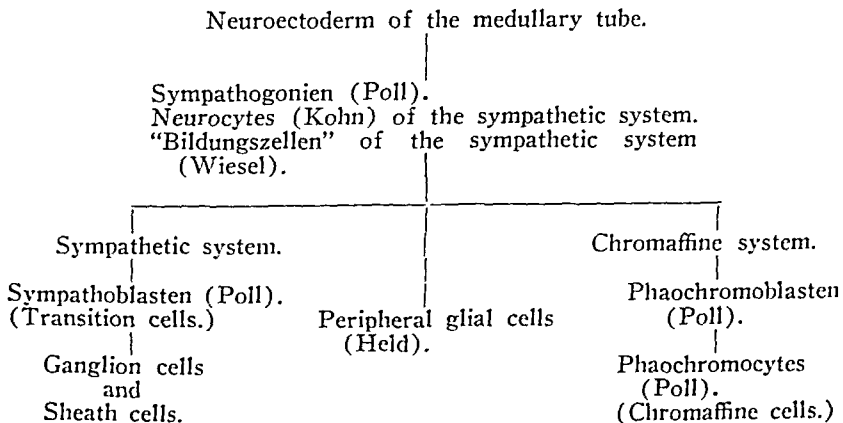 Neuroectoderm of the medullary tube.
Sympathogonien (Poll).
Neurocytes (Kohn) of the sympathetic system.
"Bildungszellen" of the sympathetic system
(Wiesel).
Sympathetic system.
Sympathoblasten (Poll).
(Transition cells.)
Ganglion cells
and
Sheath cells.
Peripheral glial cells
(Held).
Chromaffine system.
Phaochromoblasten
(Poll).
Phaochromocytes
(Poll).
(Chromaffine cells.)